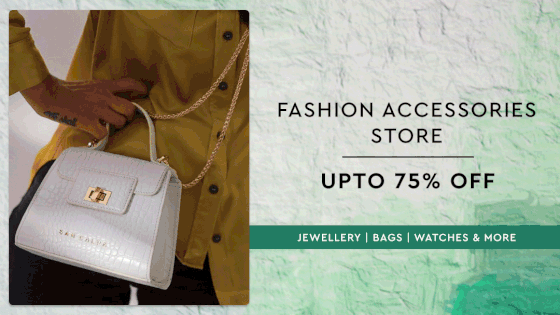 FASHION ACCESSORIES
STORE
UPTO 75% OFF
JEWELLERY | BAGS | WATCHES & MORE